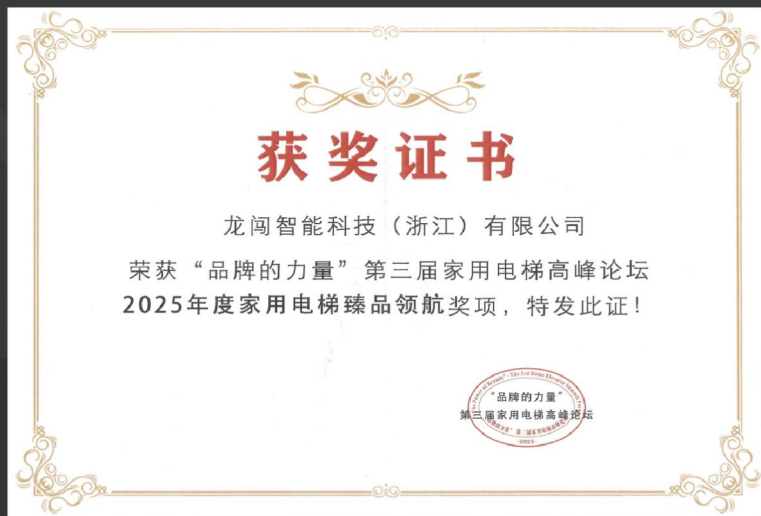 获奖证书
龙闯智能科技（浙江）有限公司
荣获“品牌的力量”第三届家用电梯高峰论坛
2025年度家用电梯臻品领航奖项，特发此证！
“品牌的力量”
第三届家用电梯高峰论坛